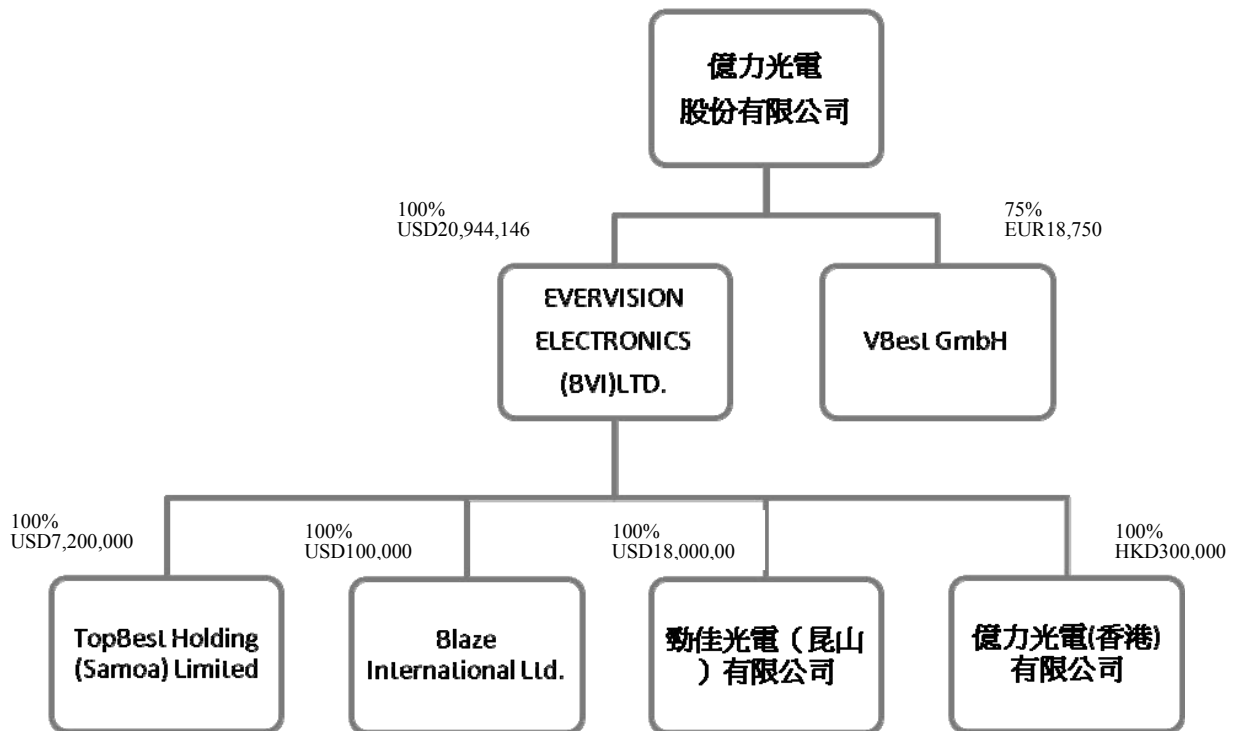 億力光電
股份有限公司
100%
USD20,944,146
75%
EUR18,750
EVERVISION
ELECTRONICS
(BVI)LTD.
VBest GmbH
100%
USD7,200,000
100%
USD100,000
100%
USD18,000,00
100%
HKD300,000
TopBest Holding
(Samoa) Limited
Blaze
International Ltd.
勁佳光電（昆山
）有限公司
億力光電(香港)
有限公司